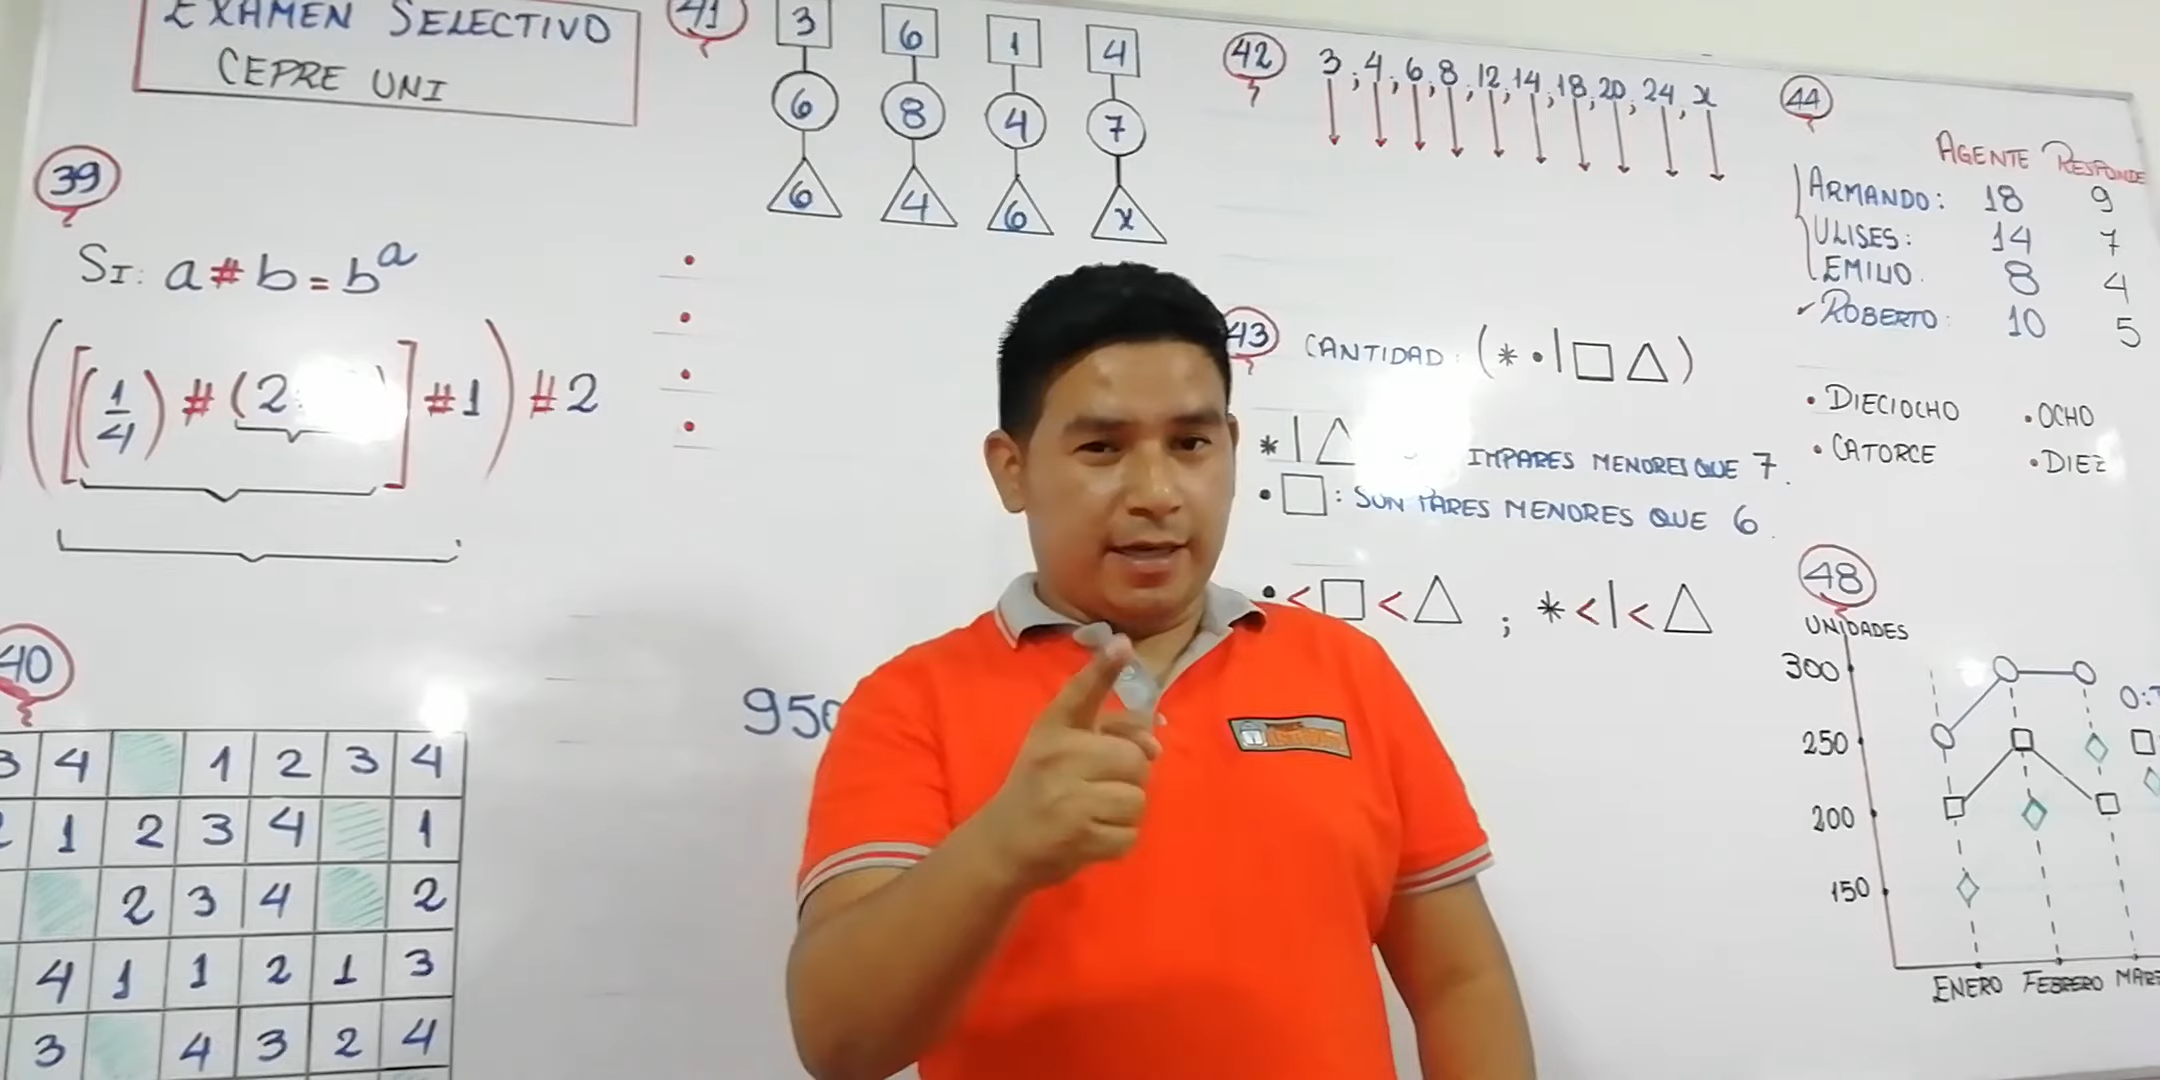 EXAMEN SELECTIVO
CEPRE UNI
39
SI: a # b = b^a
([(1/4) # (2 ) ] #1) #2
40
3 4 1 2 3 4
1 2 3 4 1
2 3 4 2
4 1 1 2 1 3
3 4 3 2 4
41
3 6 1 4
6 8 4 7
6 4 6 x
950
42
3, 4, 6, 8, 12, 14, 18, 20, 24, x
43
CANTIDAD: (* • | □ △)
* | △ IMPARES MENORES QUE 7.
• □: SON PARES MENORES QUE 6.
• < □ < △ ; * < | < △
44
AGENTE RESPONDE
ARMANDO: 18 9
ULISES: 14 7
EMILIO. 8 4
ROBERTO: 10 5
• DIECIOCHO • OCHO
• CATORCE • DIEZ
48
UNIDADES
300
250
200
150
ENERO FEBRERO